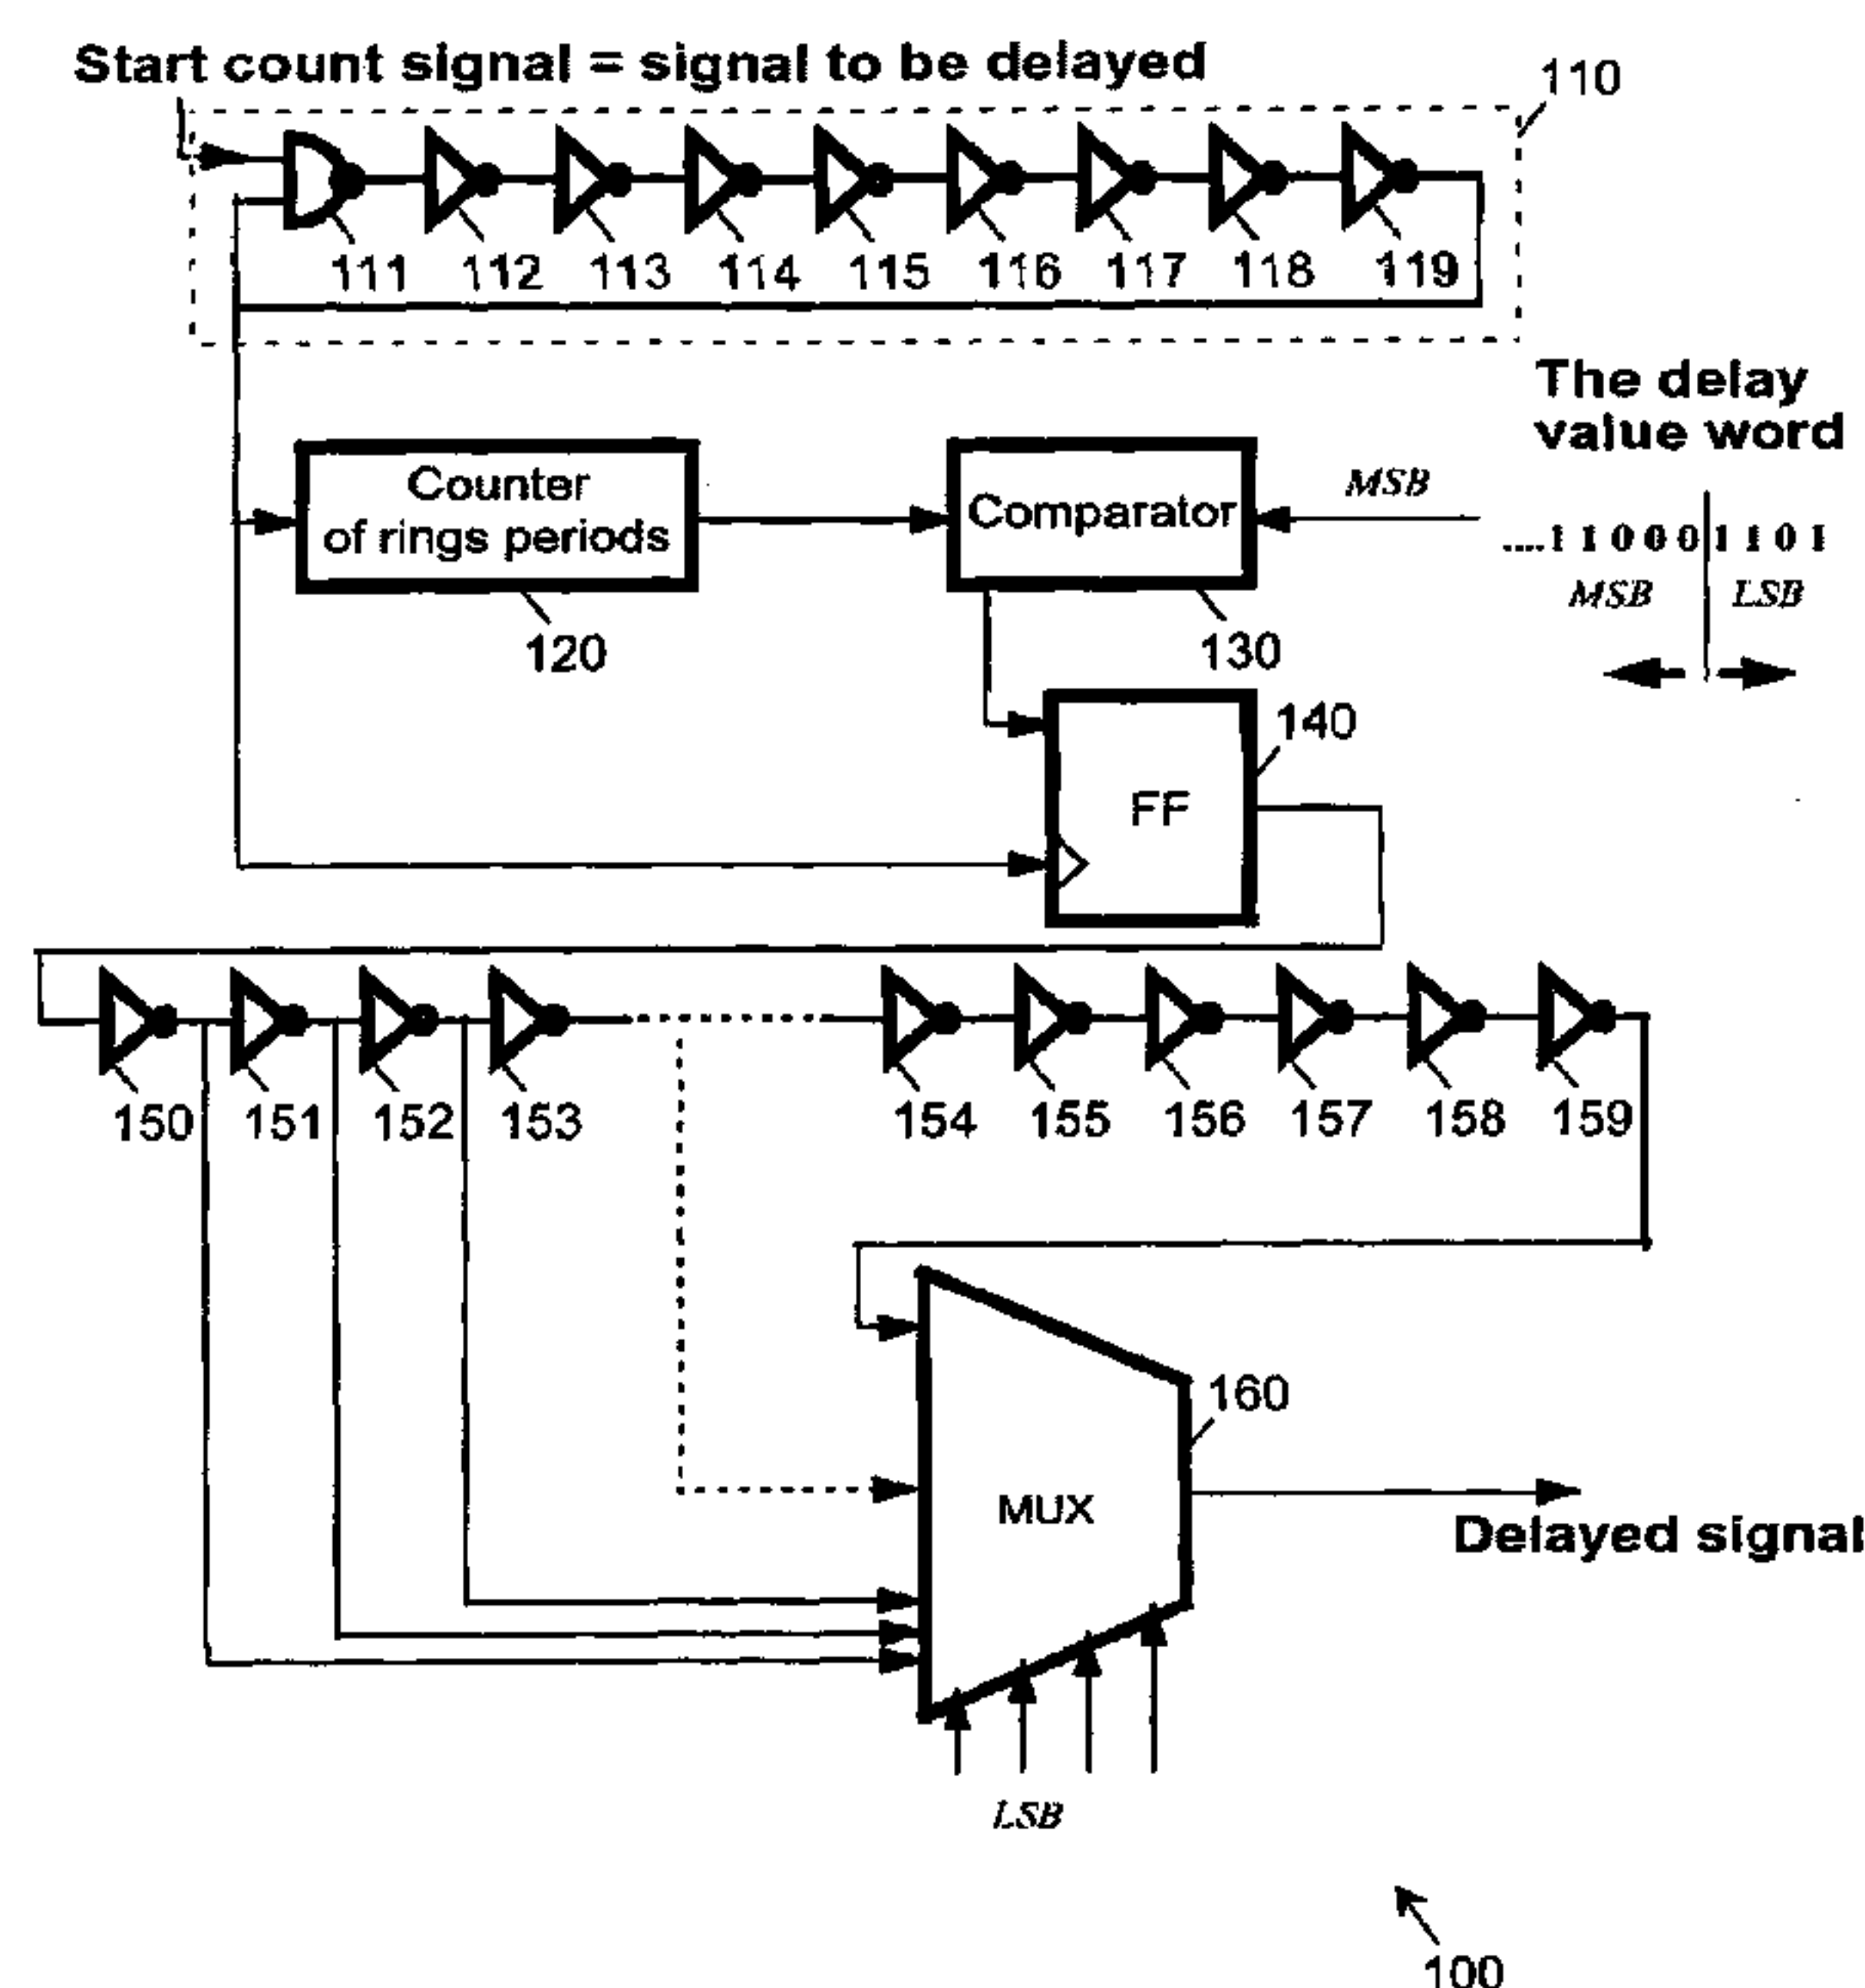 Start count signal = signal to be delayed
110
111 112 113 114 115 116 117 118 119
The delay
value word
Counter
of rings periods
Comparator
MSB
....1 1 0 0 0 1 1 0 1
MSB LSB
120
130
140
FF
150 151 152 153 154 155 156 157 158 159
160
MUX
Delayed signal
LSB
100